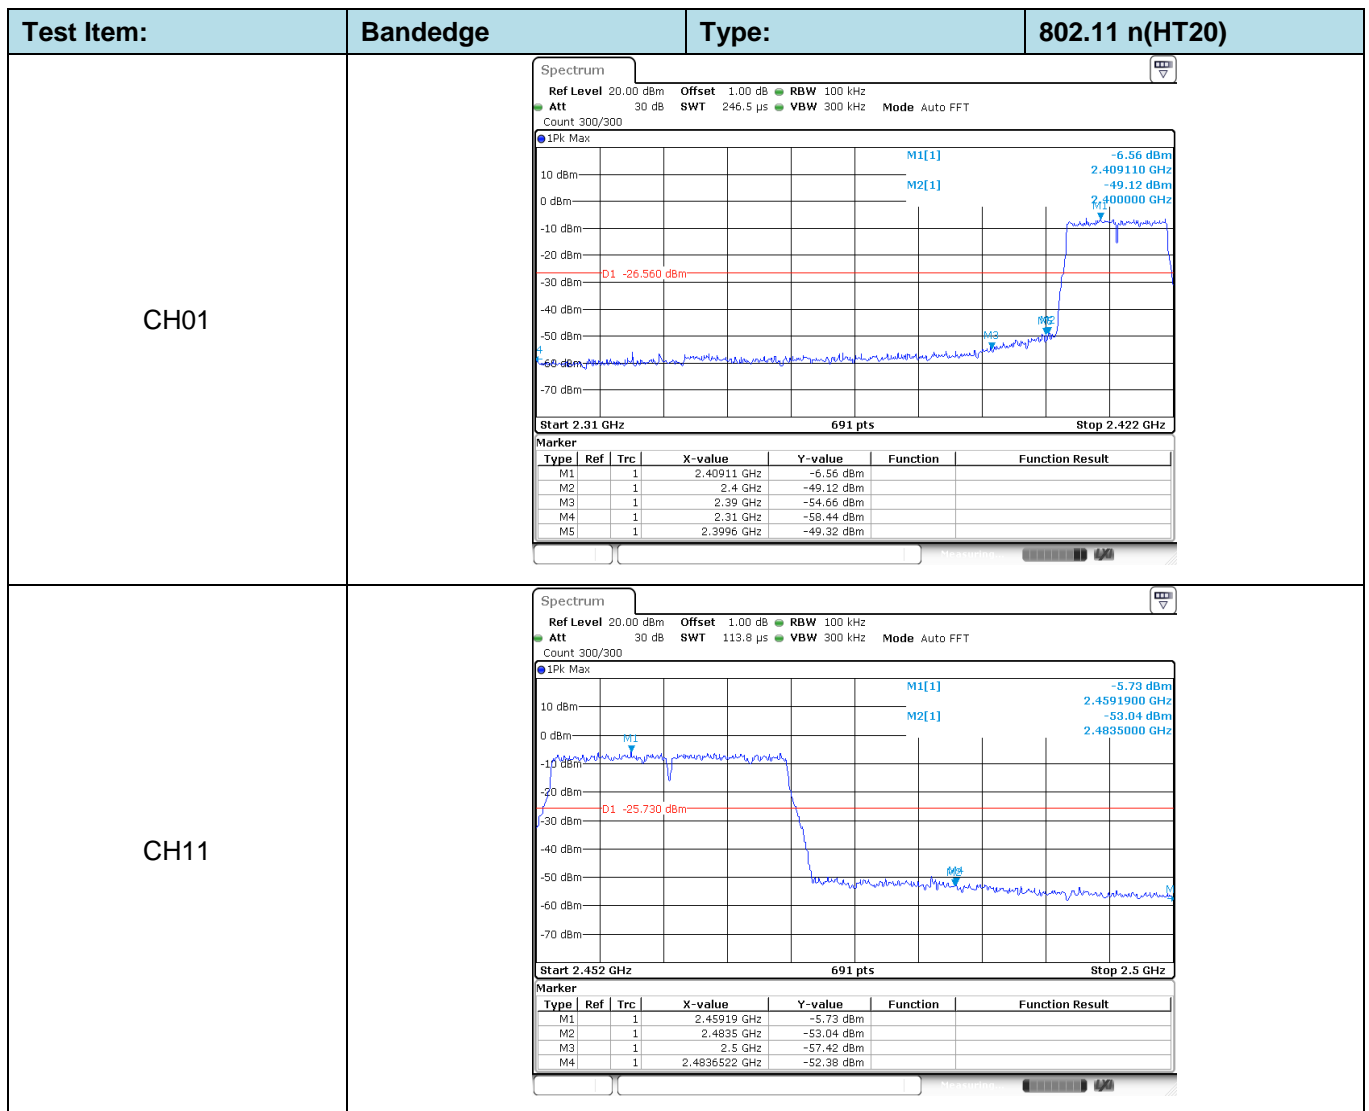 Test Item: Bandedge Type: 802.11 n(HT20)
CH01
Spectrum
Ref Level 20.00 dBm Offset 1.00 dB RBW 100 kHz
Att 30 dB SWT 246.5 µs VBW 300 kHz Mode Auto FFT
Count 300/300
1Pk Max
M1[1] -6.56 dBm
2.409110 GHz
M2[1] -49.12 dBm
2.400000 GHz
M1
10 dBm
0 dBm
-10 dBm
-20 dBm
D1 -26.560 dBm
-30 dBm
-40 dBm
-50 dBm
M3
-60 dBm
-70 dBm
Start 2.31 GHz 691 pts Stop 2.422 GHz
Marker
Type Ref Trc X-value Y-value Function Function Result
M1 1 2.40911 GHz -6.56 dBm
M2 1 2.4 GHz -49.12 dBm
M3 1 2.39 GHz -54.66 dBm
M4 1 2.31 GHz -58.44 dBm
M5 1 2.3996 GHz -49.32 dBm
Measuring...
CH11
Spectrum
Ref Level 20.00 dBm Offset 1.00 dB RBW 100 kHz
Att 30 dB SWT 113.8 µs VBW 300 kHz Mode Auto FFT
Count 300/300
1Pk Max
M1[1] -5.73 dBm
2.4591900 GHz
M2[1] -53.04 dBm
2.4835000 GHz
10 dBm
0 dBm
M1
-10 dBm
-20 dBm
D1 -25.730 dBm
-30 dBm
-40 dBm
-50 dBm
-60 dBm
-70 dBm
Start 2.452 GHz 691 pts Stop 2.5 GHz
Marker
Type Ref Trc X-value Y-value Function Function Result
M1 1 2.45919 GHz -5.73 dBm
M2 1 2.4835 GHz -53.04 dBm
M3 1 2.5 GHz -57.42 dBm
M4 1 2.4836522 GHz -52.38 dBm
Measuring...